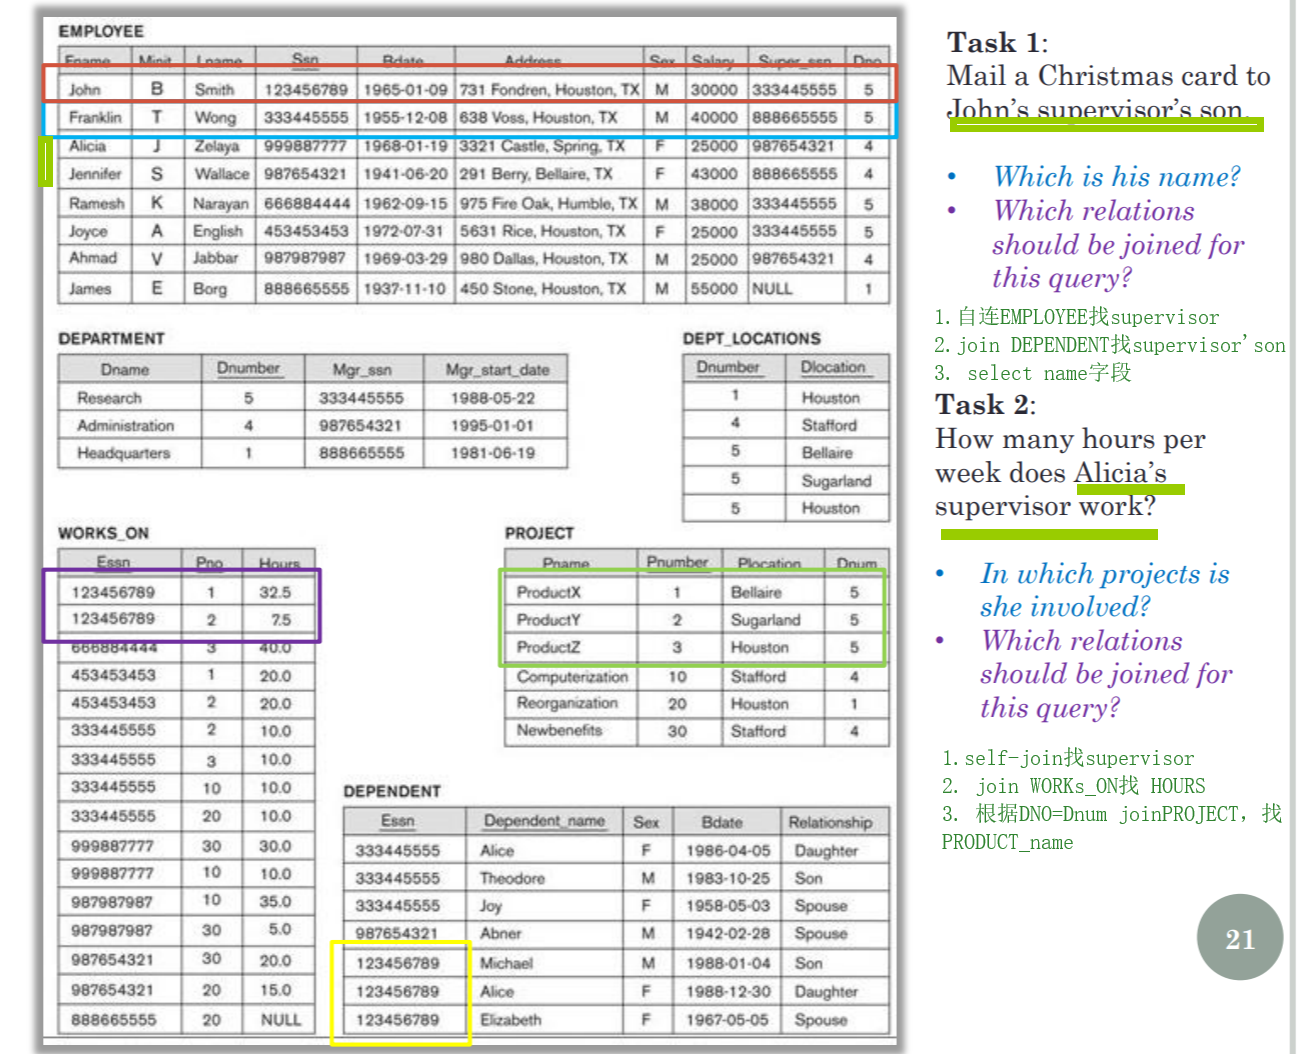 EMPLOYEE
Fname Minit Lname Ssn Bdate Address Sex Salary Super_ssn Dno
John B Smith 123456789 1965-01-09 731 Fondren, Houston, TX M 30000 333445555 5
Franklin T Wong 333445555 1955-12-08 638 Voss, Houston, TX M 40000 888665555 5
Alicia J Zelaya 999887777 1968-01-19 3321 Castle, Spring, TX F 25000 987654321 4
Jennifer S Wallace 987654321 1941-06-20 291 Berry, Bellaire, TX F 43000 888665555 4
Ramesh K Narayan 666884444 1962-09-15 975 Fire Oak, Humble, TX M 38000 333445555 5
Joyce A English 453453453 1972-07-31 5631 Rice, Houston, TX F 25000 333445555 5
Ahmad V Jabbar 987987987 1969-03-29 980 Dallas, Houston, TX M 25000 987654321 4
James E Borg 888665555 1937-11-10 450 Stone, Houston, TX M 55000 NULL 1
DEPARTMENT
Dname Dnumber Mgr_ssn Mgr_start_date
Research 5 333445555 1988-05-22
Administration 4 987654321 1995-01-01
Headquarters 1 888665555 1981-06-19
DEPT_LOCATIONS
Dnumber Dlocation
1 Houston
4 Stafford
5 Bellaire
5 Sugarland
5 Houston
WORKS_ON
Essn Pno Hours
123456789 1 32.5
123456789 2 7.5
666884444 3 40.0
453453453 1 20.0
453453453 2 20.0
333445555 2 10.0
333445555 3 10.0
333445555 10 10.0
333445555 20 10.0
999887777 30 30.0
999887777 10 10.0
987987987 10 35.0
987987987 30 5.0
987654321 30 20.0
987654321 20 15.0
888665555 20 NULL
PROJECT
Pname Pnumber Plocation Dnum
ProductX 1 Bellaire 5
ProductY 2 Sugarland 5
ProductZ 3 Houston 5
Computerization 10 Stafford 4
Reorganization 20 Houston 1
Newbenefits 30 Stafford 4
DEPENDENT
Essn Dependent_name Sex Bdate Relationship
333445555 Alice F 1986-04-05 Daughter
333445555 Theodore M 1983-10-25 Son
333445555 Joy F 1958-05-03 Spouse
987654321 Abner M 1942-02-28 Spouse
123456789 Michael M 1988-01-04 Son
123456789 Alice F 1988-12-30 Daughter
123456789 Elizabeth F 1967-05-05 Spouse
Task 1:
Mail a Christmas card to
John's supervisor's son.
• Which is his name?
• Which relations
should be joined for
this query?
1.自连EMPLOYEE找supervisor
2.join DEPENDENT找supervisor'son
3. select name字段
Task 2:
How many hours per
week does Alicia's
supervisor work?
• In which projects is
she involved?
• Which relations
should be joined for
this query?
1.self-join找supervisor
2. join WORKs_ON找 HOURS
3. 根据DNO=Dnum joinPROJECT, 找
PRODUCT_name
21